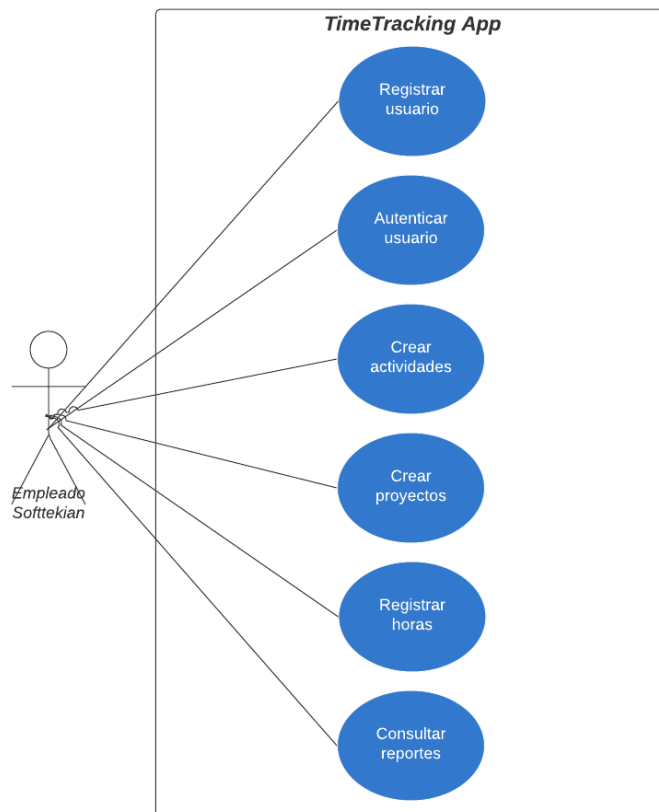 TimeTracking App
Registrar
usuario
Autenticar
usuario
Crear
actividades
Empleado
Softtekian
Crear
proyectos
Registrar
horas
Consultar
reportes